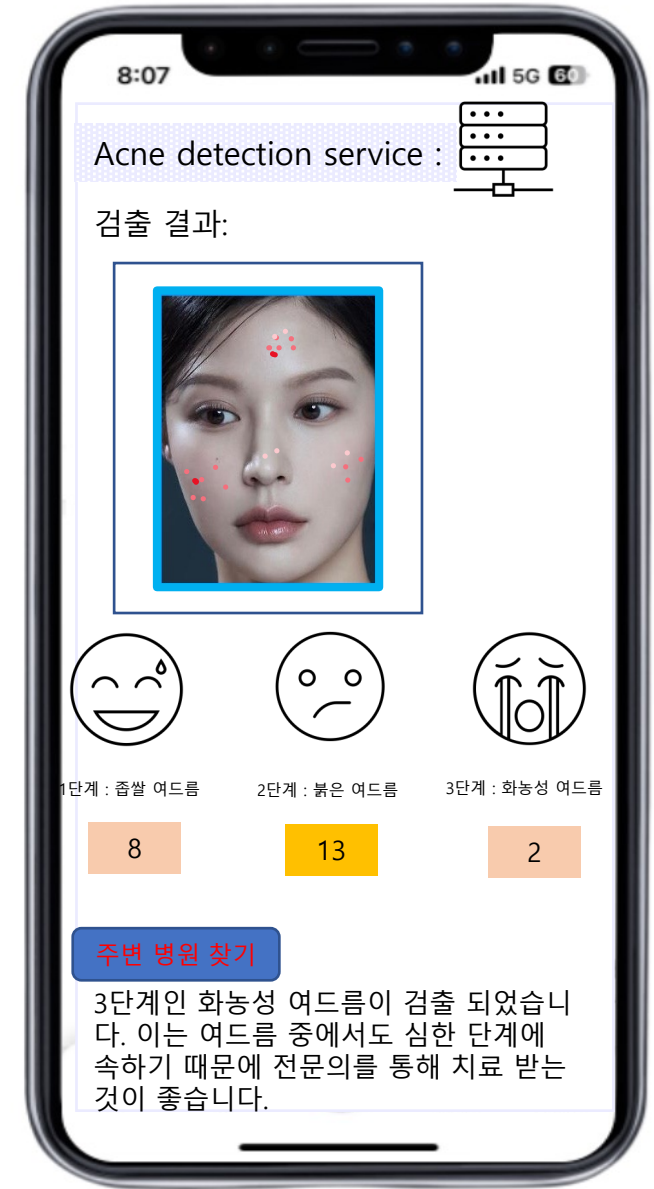 8:07
5G 60
Acne detection service :
검출 결과:
1단계 : 좁쌀 여드름
2단계 : 붉은 여드름
3단계 : 화농성 여드름
8
13
2
주변 병원 찾기
3단계인 화농성 여드름이 검출 되었습니
다. 이는 여드름 중에서도 심한 단계에
속하기 때문에 전문의를 통해 치료 받는
것이 좋습니다.